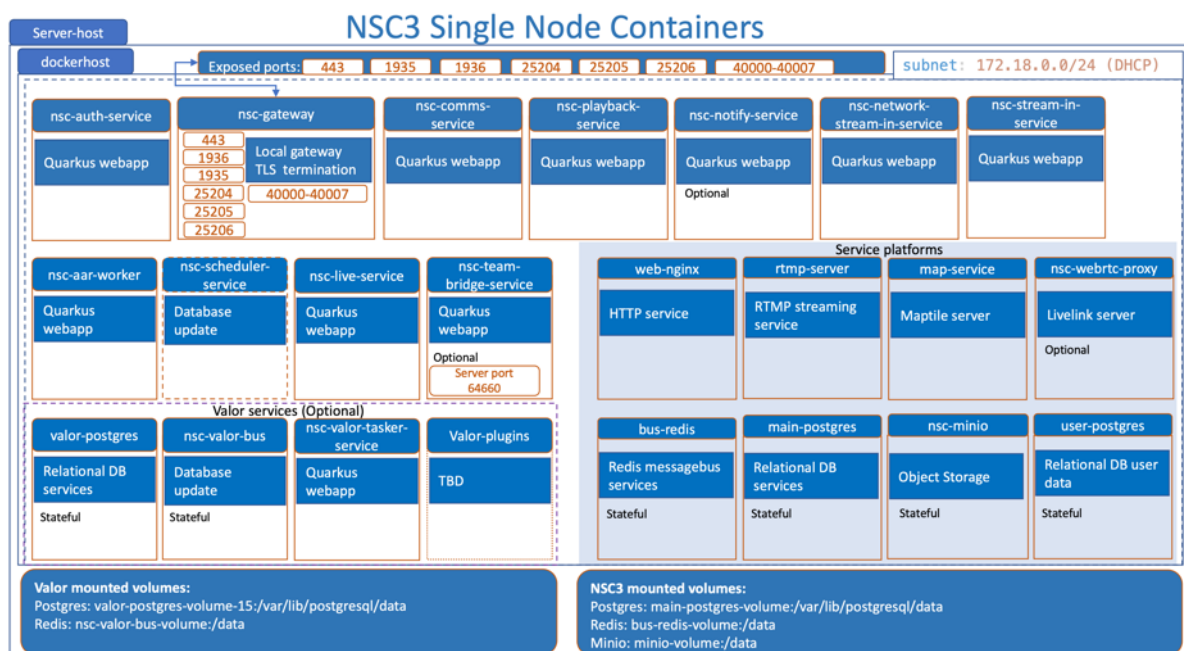 NSC3 Single Node Containers
Server-host
dockerhost
Exposed ports:
443
1935
1936
25204
25205
25206
40000-40007
subnet: 172.18.0.0/24 (DHCP)
nsc-auth-service
Quarkus webapp
nsc-gateway
443
1936
1935
25204
25205
25206
Local gateway
TLS termination
40000-40007
nsc-comms-
service
Quarkus webapp
nsc-playback-
service
Quarkus webapp
nsc-notify-service
Quarkus webapp
Optional
nsc-network-
stream-in-service
Quarkus webapp
nsc-stream-in-
service
Quarkus webapp
nsc-aar-worker
Quarkus
webapp
nsc-scheduler-
service
Database
update
nsc-live-service
Quarkus
webapp
nsc-team-
bridge-service
Quarkus
webapp
Optional
Server port
64660
Service platforms
web-nginx
HTTP service
rtmp-server
RTMP streaming
service
map-service
Maptile server
nsc-webrtc-proxy
Livelink server
Optional
Valor services (Optional)
valor-postgres
Relational DB
services
Stateful
nsc-valor-bus
Database
update
Stateful
nsc-valor-tasker-
service
Quarkus
webapp
Valor-plugins
TBD
bus-redis
Redis messagebus
services
Stateful
main-postgres
Relational DB
services
Stateful
nsc-minio
Object Storage
Stateful
user-postgres
Relational DB user
data
Stateful
Valor mounted volumes:
Postgres: valor-postgres-volume-15:/var/lib/postgresql/data
Redis: nsc-valor-bus-volume:/data
NSC3 mounted volumes:
Postgres: main-postgres-volume:/var/lib/postgresql/data
Redis: bus-redis-volume:/data
Minio: minio-volume:/data